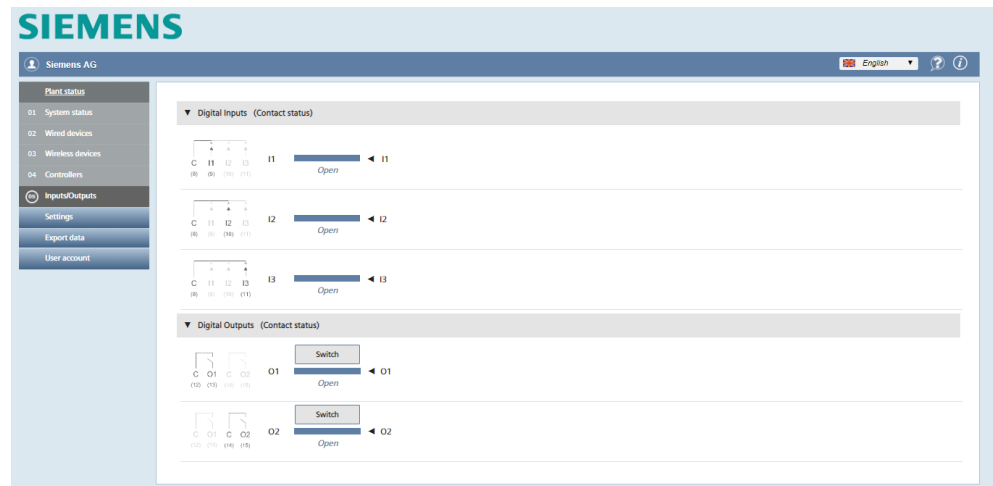 SIEMENS
Siemens AG
English
Plant status
01 System status
02 Wired devices
03 Wireless devices
04 Controllers
05 Inputs/Outputs
Settings
Export data
User account
▼ Digital Inputs (Contact status)
C I1 I2 I3
(8) (9) (10) (11)
I1
◄ I1
Open
C I1 I2 I3
(8) (9) (10) (11)
I2
◄ I2
Open
C I1 I2 I3
(8) (9) (10) (11)
I3
◄ I3
Open
▼ Digital Outputs (Contact status)
C O1 C O2
(12) (13) (14) (15)
O1
Switch
◄ O1
Open
C O1 C O2
(12) (13) (14) (15)
O2
Switch
◄ O2
Open